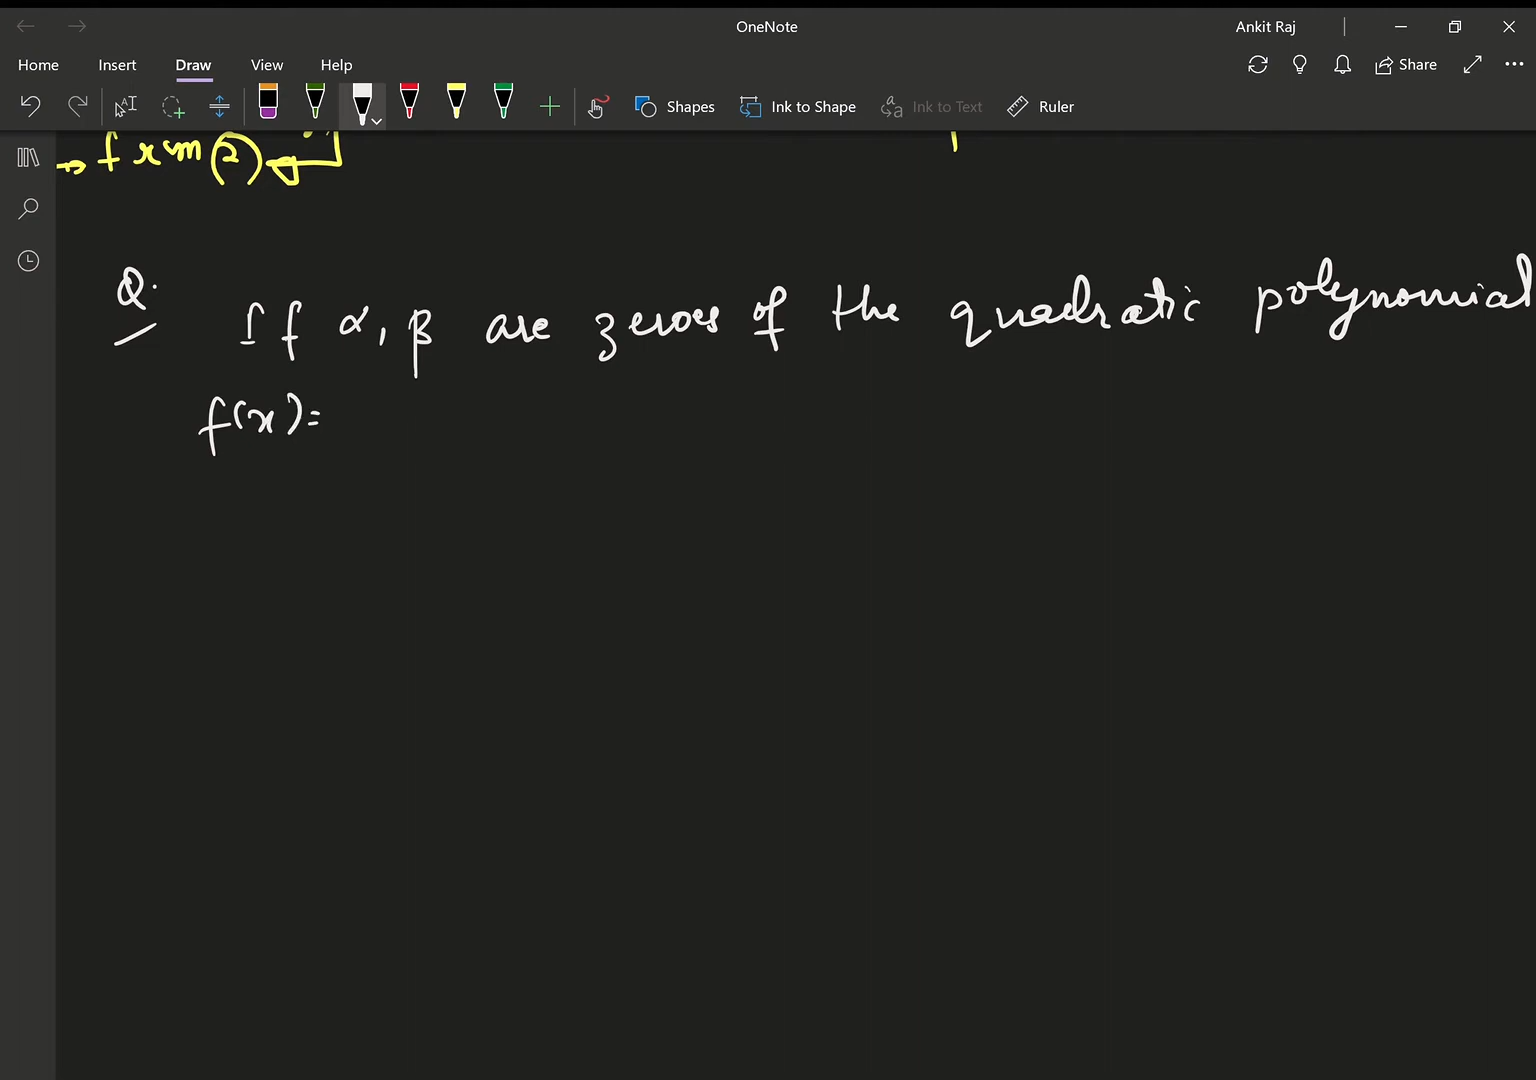 OneNote
Ankit Raj
Home Insert Draw View Help
Share
Shapes Ink to Shape Ink to Text Ruler
Q. If α, β are zeroes of the quadratic polynomial
f(x)=